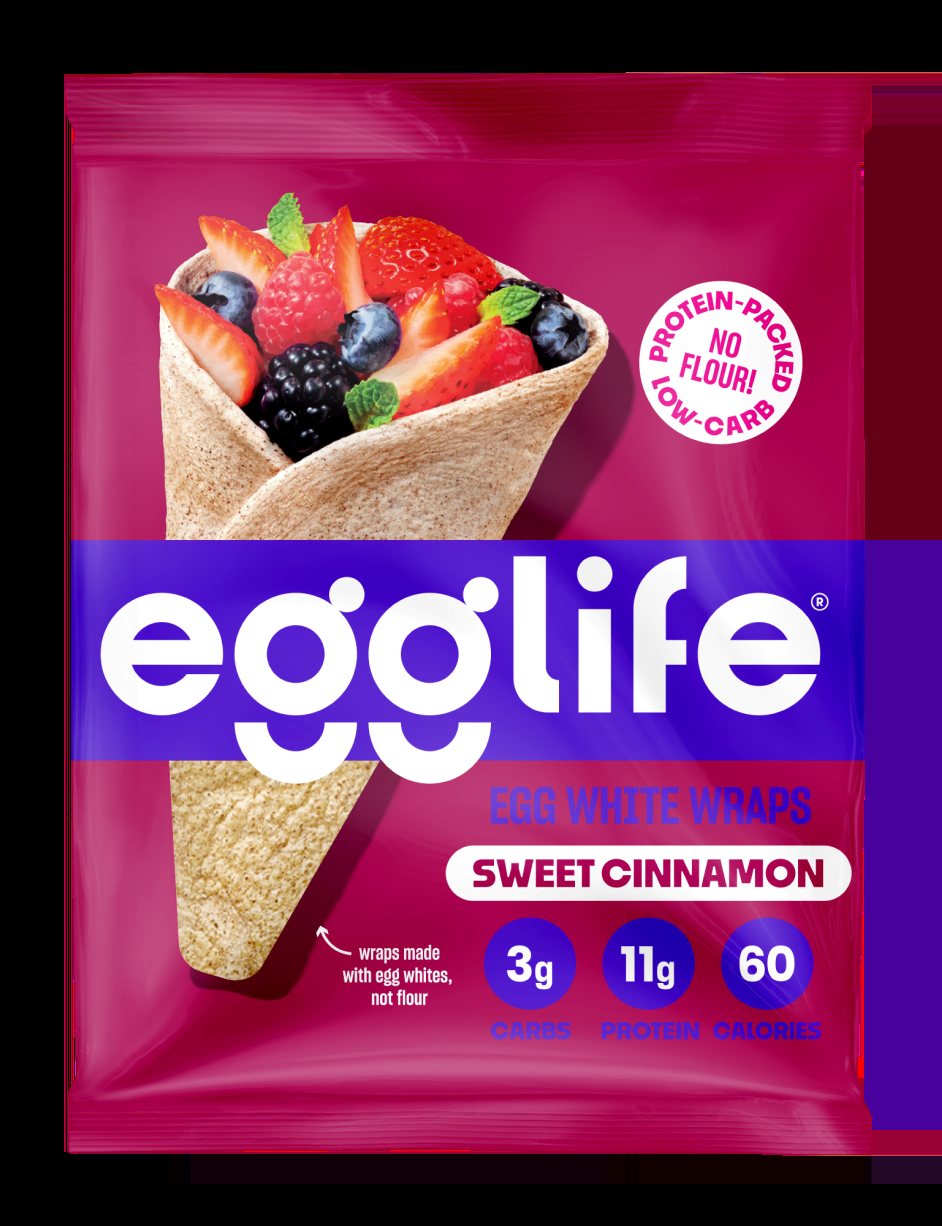 PROTEIN-PACKED
NO
FLOUR!
LOW-CARB
egglife®
EGG WHITE WRAPS
SWEET CINNAMON
wraps made
with egg whites,
not flour
3g 11g 60
CARBS PROTEIN CALORIES